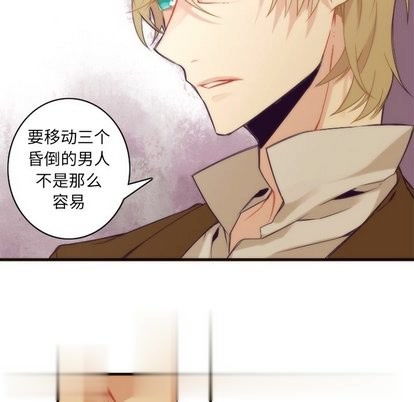 要移动三个
昏倒的男人
不是那么
容易